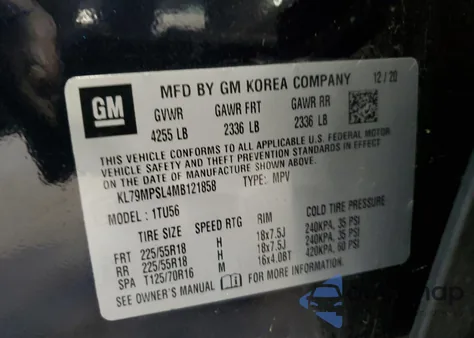 GM
MFD BY GM KOREA COMPANY 12/20
GVWR GAWR FRT GAWR RR
4255 LB 2336 LB 2336 LB
THIS VEHICLE CONFORMS TO ALL APPLICABLE U.S. FEDERAL MOTOR
VEHICLE SAFETY AND THEFT PREVENTION STANDARDS IN EFFECT ON THE
DATE OF MANUFACTURE SHOWN ABOVE.
KL79MPSL4MB121858 TYPE: MPV
MODEL: 1TU56
TIRE SIZE SPEED RTG RIM COLD TIRE PRESSURE
FRT 225/55R18 H 18x7.5J 240KPA, 35 PSI
RR 225/55R18 H 18x7.5J 240KPA, 35 PSI
SPA T125/70R16 M 16x4.0BT 420KPA, 60 PSI
SEE OWNER'S MANUAL FOR MORE INFORMATION.